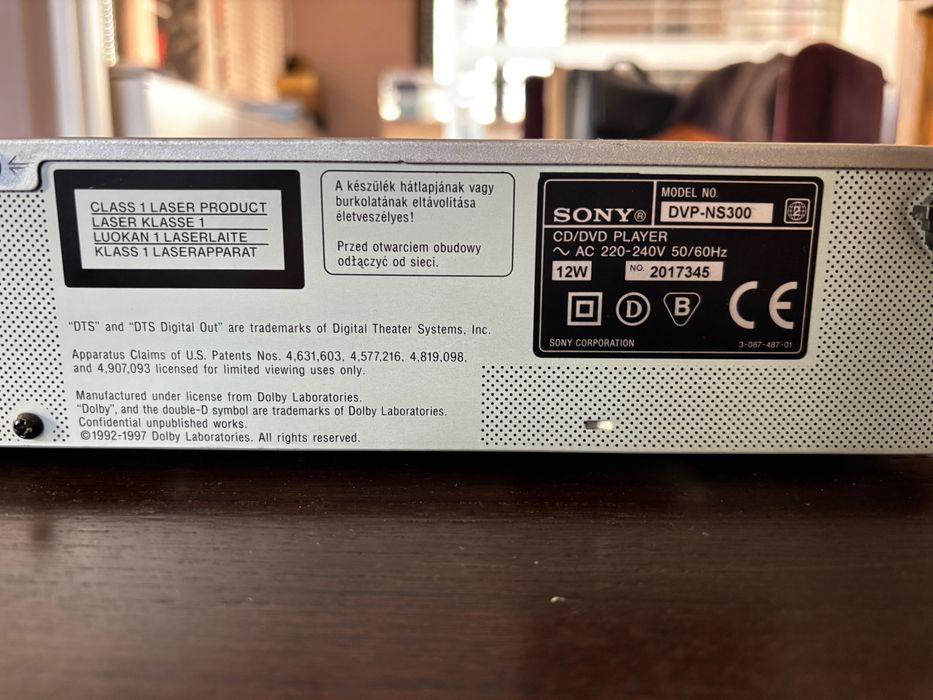 CLASS 1 LASER PRODUCT
LASER KLASSE 1
LUOKAN 1 LASERLAITE
KLASS 1 LASERAPPARAT
A készülék hátlapjának vagy
burkolatának eltávolítása
életveszélyes!
Przed otwarciem obudowy
odłączyć od sieci.
"DTS" and "DTS Digital Out" are trademarks of Digital Theater Systems, Inc.
Apparatus Claims of U.S. Patents Nos. 4,631,603, 4,577,216, 4,819,098,
and 4,907,093 licensed for limited viewing uses only.
Manufactured under license from Dolby Laboratories.
"Dolby", and the double-D symbol are trademarks of Dolby Laboratories.
Confidential unpublished works.
©1992-1997 Dolby Laboratories. All rights reserved.
SONY®
MODEL NO.
DVP-NS300
2
CD/DVD PLAYER
～ AC 220-240V 50/60Hz
12W
NO. 2017345
D B CE
SONY CORPORATION
3-067-487-01